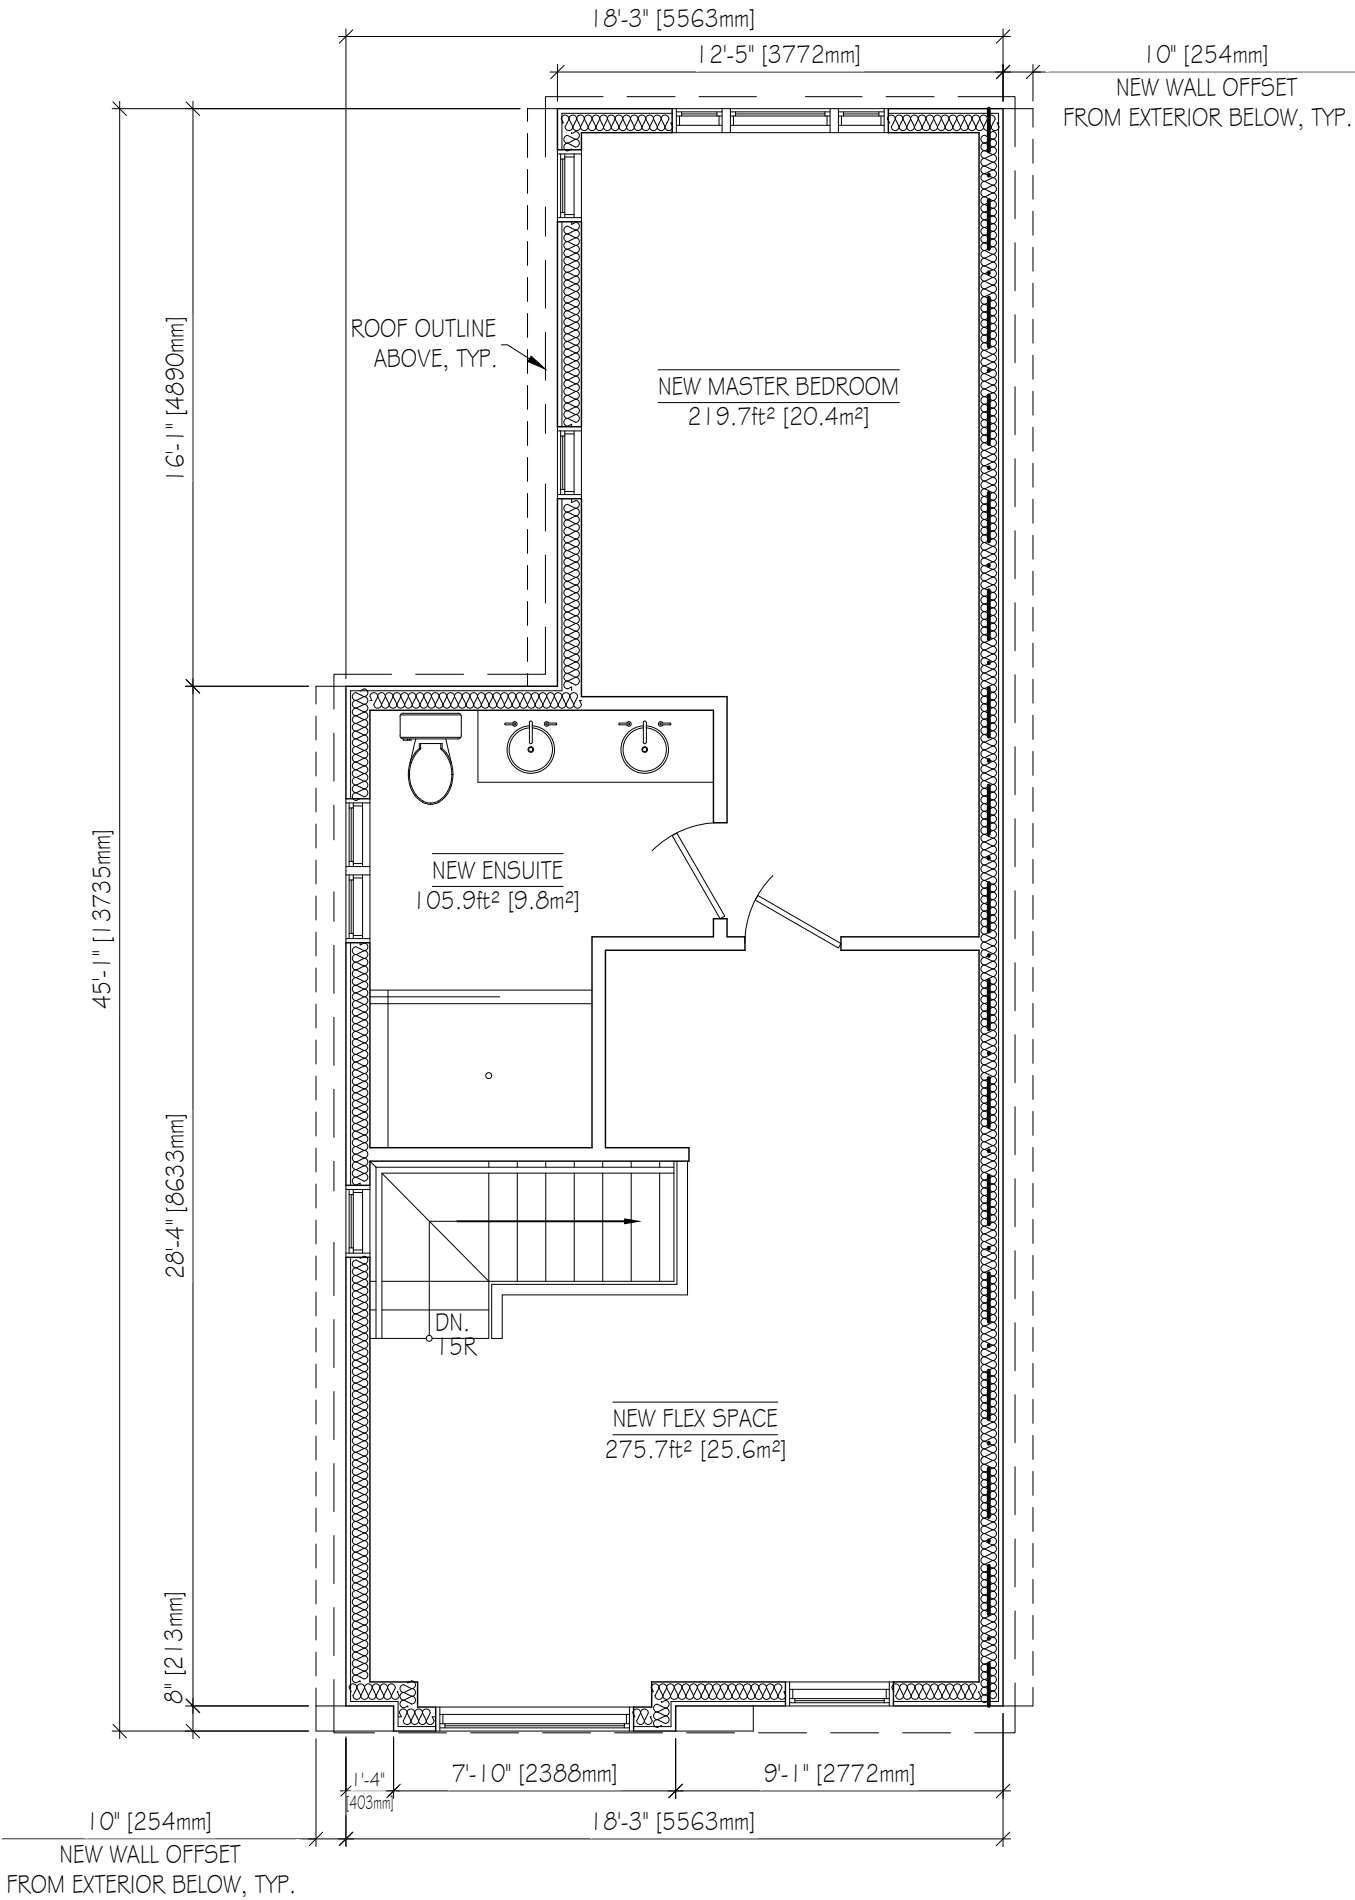 18'-3" [5563mm]
12'-5" [3772mm]
10" [254mm]
NEW WALL OFFSET
FROM EXTERIOR BELOW, TYP.
ROOF OUTLINE
ABOVE, TYP.
16'-1" [4890mm]
NEW MASTER BEDROOM
219.7ft² [20.4m²]
45'-1" [13735mm]
NEW ENSUITE
105.9ft² [9.8m²]
28'-4" [8633mm]
DN.
15R
NEW FLEX SPACE
275.7ft² [25.6m²]
8" [213mm]
1'-4"
[403mm]
7'-10" [2388mm]
9'-1" [2772mm]
18'-3" [5563mm]
10" [254mm]
NEW WALL OFFSET
FROM EXTERIOR BELOW, TYP.